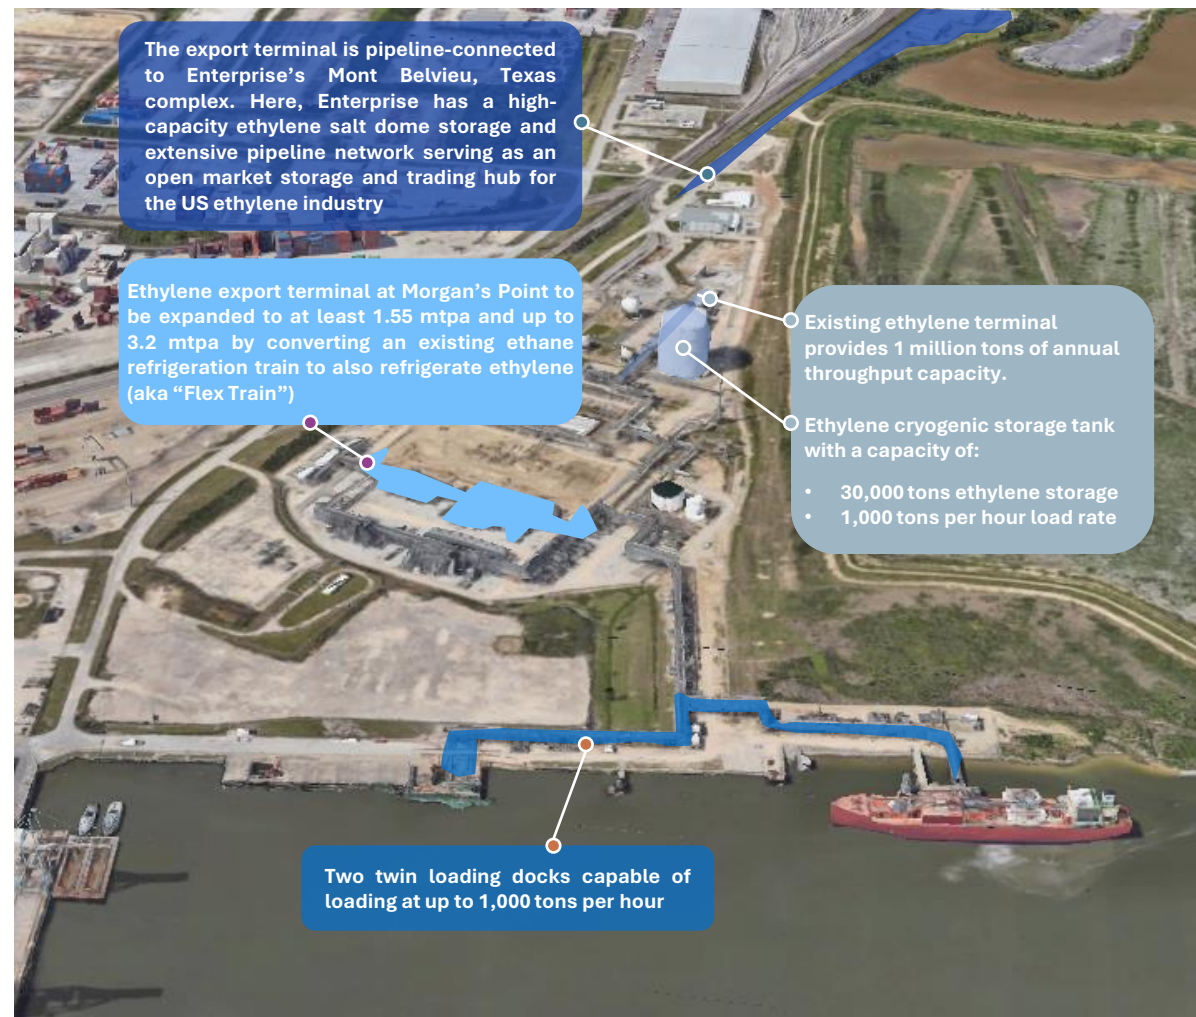 The export terminal is pipeline-connected
to Enterprise’s Mont Belvieu, Texas
complex. Here, Enterprise has a high-
capacity ethylene salt dome storage and
extensive pipeline network serving as an
open market storage and trading hub for
the US ethylene industry
Ethylene export terminal at Morgan’s Point to
be expanded to at least 1.55 mtpa and up to
3.2 mtpa by converting an existing ethane
refrigeration train to also refrigerate ethylene
(aka “Flex Train”)
Existing ethylene terminal
provides 1 million tons of annual
throughput capacity.
Ethylene cryogenic storage tank
with a capacity of:
• 30,000 tons ethylene storage
• 1,000 tons per hour load rate
Two twin loading docks capable of
loading at up to 1,000 tons per hour